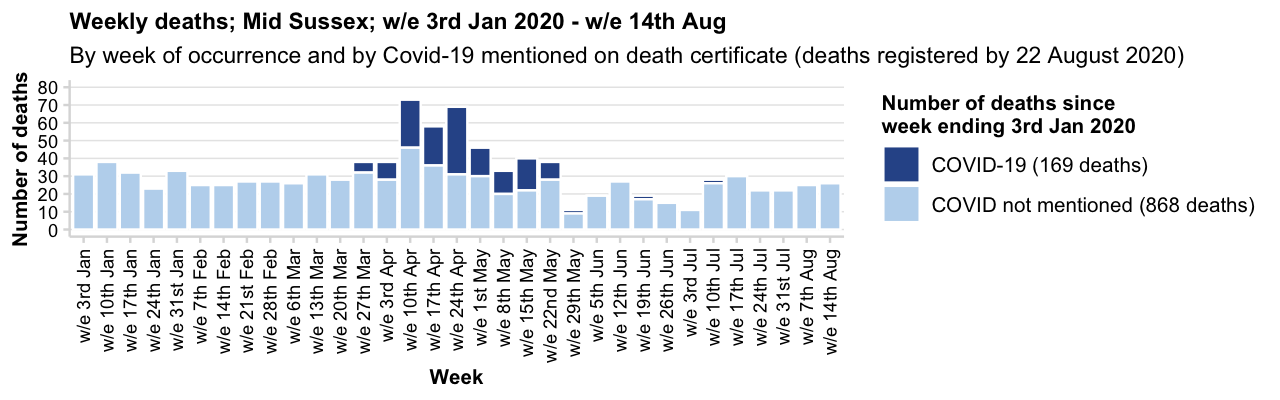 Weekly deaths; Mid Sussex; w/e 3rd Jan 2020 - w/e 14th Aug
By week of occurrence and by Covid-19 mentioned on death certificate (deaths registered by 22 August 2020)
Number of deaths
80
70
60
50
40
30
20
10
0
w/e 3rd Jan
w/e 10th Jan
w/e 17th Jan
w/e 24th Jan
w/e 31st Jan
w/e 7th Feb
w/e 14th Feb
w/e 21st Feb
w/e 28th Feb
w/e 6th Mar
w/e 13th Mar
w/e 20th Mar
w/e 27th Mar
w/e 3rd Apr
w/e 10th Apr
w/e 17th Apr
w/e 24th Apr
w/e 1st May
w/e 8th May
w/e 15th May
w/e 22nd May
w/e 29th May
w/e 5th Jun
w/e 12th Jun
w/e 19th Jun
w/e 26th Jun
w/e 3rd Jul
w/e 10th Jul
w/e 17th Jul
w/e 24th Jul
w/e 31st Jul
w/e 7th Aug
w/e 14th Aug
Week
Number of deaths since
week ending 3rd Jan 2020
COVID-19 (169 deaths)
COVID not mentioned (868 deaths)